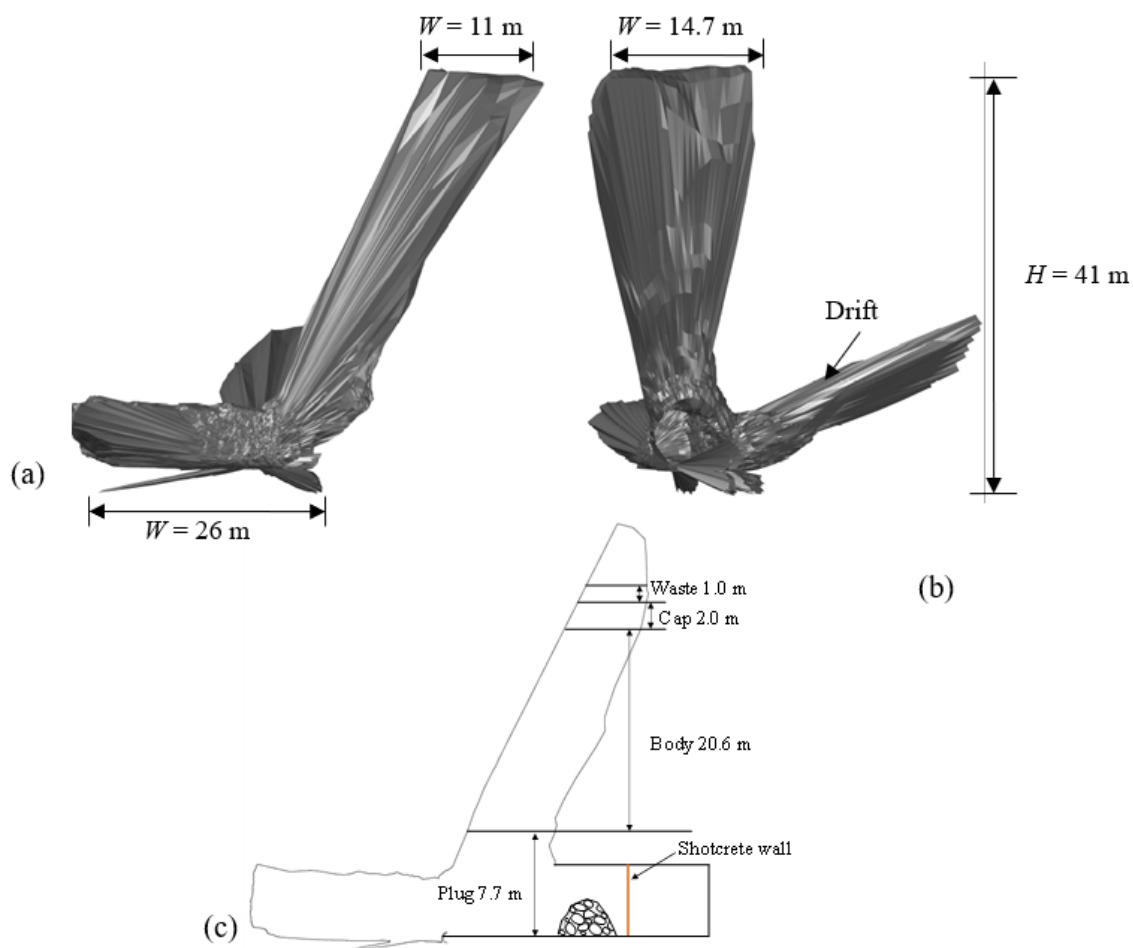 W = 11 m
W = 14.7 m
H = 41 m
Drift
(a)
W = 26 m
(b)
Waste 1.0 m
Cap 2.0 m
Body 20.6 m
Shotcrete wall
Plug 7.7 m
(c)